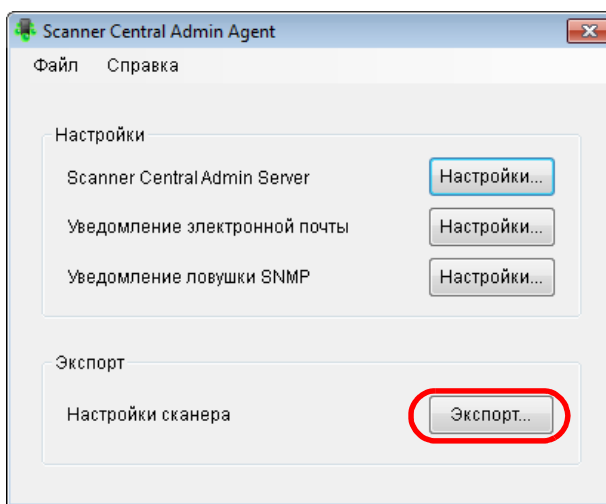 Scanner Central Admin Agent
Файл Справка
Настройки
Scanner Central Admin Server Настройки...
Уведомление электронной почты Настройки...
Уведомление ловушки SNMP Настройки...
Экспорт
Настройки сканера Экспорт...